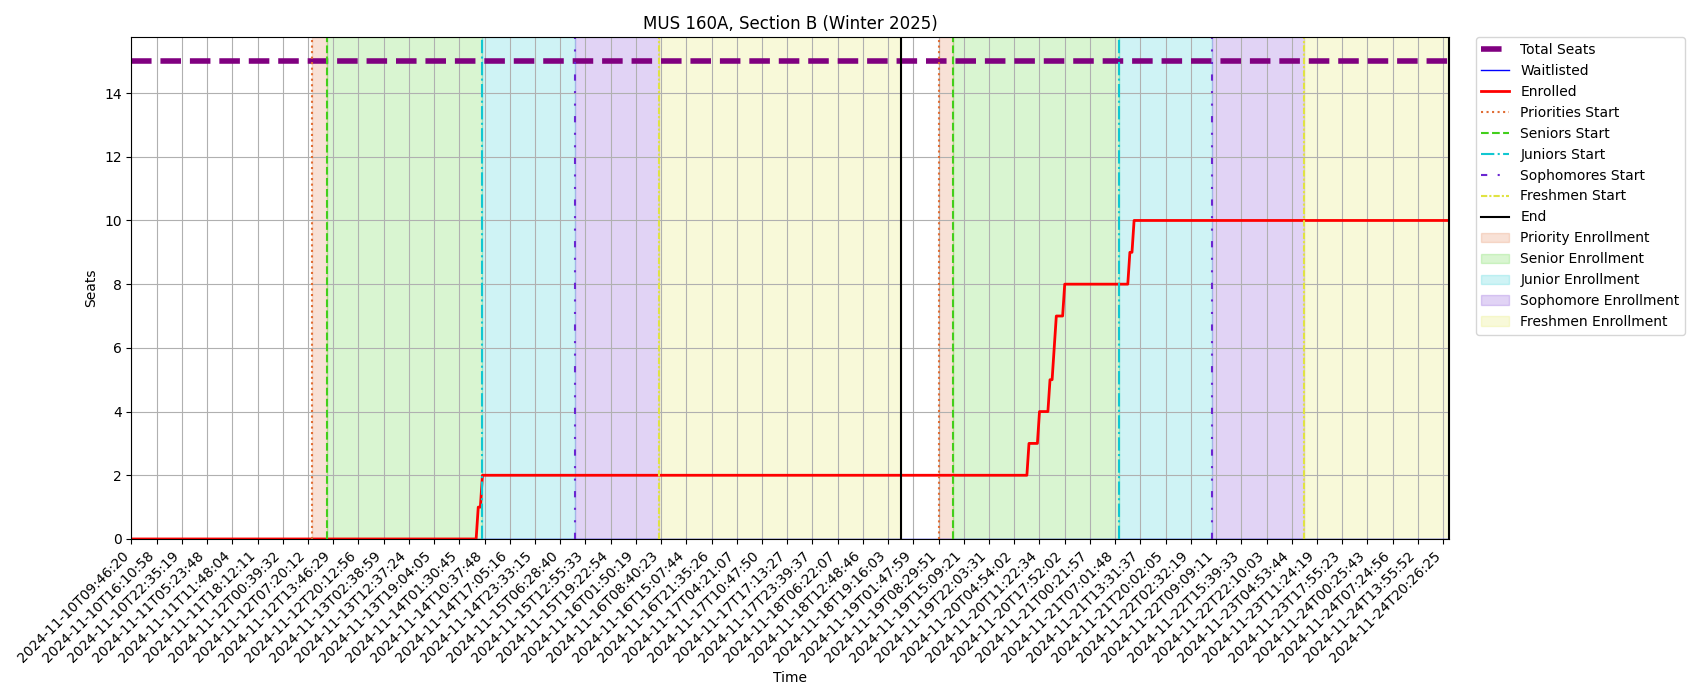 MUS 160A, Section B (Winter 2025)
Total Seats
Waitlisted
Enrolled
Priorities Start
Seniors Start
Juniors Start
Sophomores Start
Freshmen Start
End
Priority Enrollment
Senior Enrollment
Junior Enrollment
Sophomore Enrollment
Freshmen Enrollment
Seats
14
12
10
8
6
4
2
0
2024-11-10T09:46:20
2024-11-10T16:10:58
2024-11-10T22:35:19
2024-11-11T05:23:48
2024-11-11T11:48:04
2024-11-11T18:12:11
2024-11-12T00:39:32
2024-11-12T07:20:12
2024-11-12T13:46:29
2024-11-12T20:12:56
2024-11-13T02:38:59
2024-11-13T12:37:24
2024-11-13T19:04:05
2024-11-14T01:30:45
2024-11-14T10:37:48
2024-11-14T17:05:16
2024-11-14T23:33:15
2024-11-15T06:28:40
2024-11-15T12:55:33
2024-11-15T19:22:54
2024-11-16T01:50:19
2024-11-16T08:40:23
2024-11-16T15:07:44
2024-11-16T21:35:26
2024-11-17T04:21:07
2024-11-17T10:47:50
2024-11-17T17:13:27
2024-11-17T23:39:37
2024-11-18T06:22:07
2024-11-18T12:48:46
2024-11-18T19:16:03
2024-11-19T01:47:59
2024-11-19T08:29:51
2024-11-19T15:09:21
2024-11-19T22:03:31
2024-11-20T04:54:02
2024-11-20T11:22:34
2024-11-20T17:52:02
2024-11-21T00:21:57
2024-11-21T07:01:48
2024-11-21T13:31:37
2024-11-21T20:02:05
2024-11-22T02:32:19
2024-11-22T09:09:11
2024-11-22T15:39:33
2024-11-22T22:10:03
2024-11-23T04:53:44
2024-11-23T11:24:19
2024-11-23T17:55:23
2024-11-24T00:25:43
2024-11-24T07:24:56
2024-11-24T13:55:52
2024-11-24T20:26:25
Time